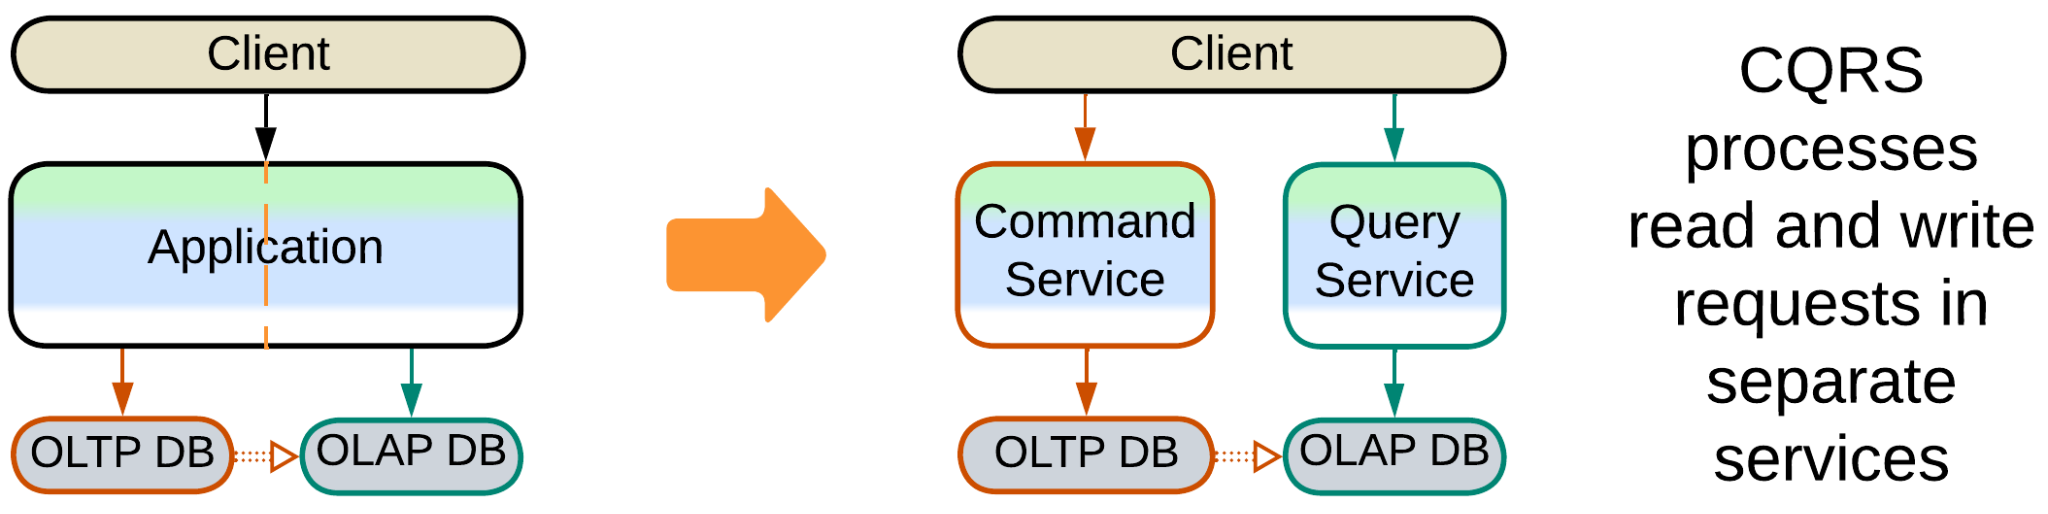 Client
Application
OLTP DB
OLAP DB
Client
Command
Service
Query
Service
OLTP DB
OLAP DB
CQRS
processes
read and write
requests in
separate
services